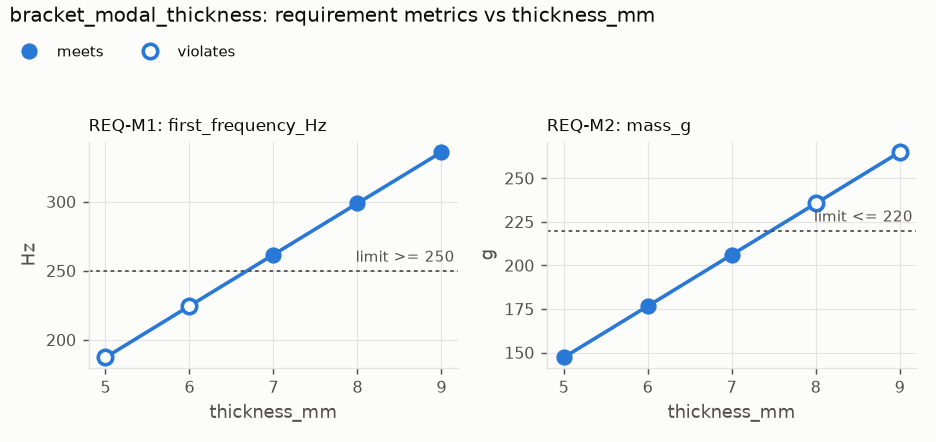 bracket_modal_thickness: requirement metrics vs thickness_mm
meets
violates
REQ-M1: first_frequency_Hz
Hz
300
250
200
limit >= 250
5 6 7 8 9
thickness_mm
REQ-M2: mass_g
g
250
225
200
175
150
limit <= 220
5 6 7 8 9
thickness_mm